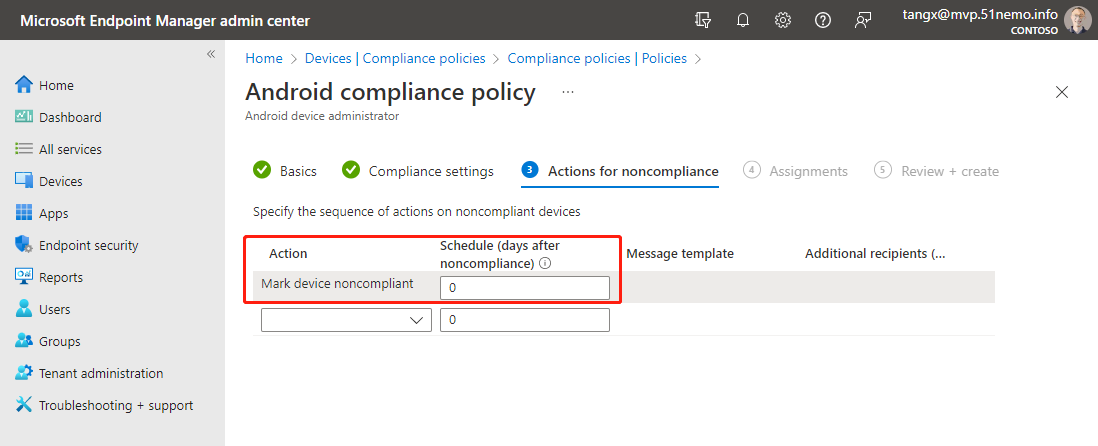 Microsoft Endpoint Manager admin center
tangx@mvp.51nemo.info
CONTOSO
«
Home
Dashboard
All services
Devices
Apps
Endpoint security
Reports
Users
Groups
Tenant administration
Troubleshooting + support
Home > Devices | Compliance policies > Compliance policies | Policies >
Android compliance policy ...
Android device administrator
Basics
Compliance settings
3 Actions for noncompliance
4 Assignments
5 Review + create
Specify the sequence of actions on noncompliant devices
Action
Schedule (days after
noncompliance)
Message template
Additional recipients (...
Mark device noncompliant
0
0